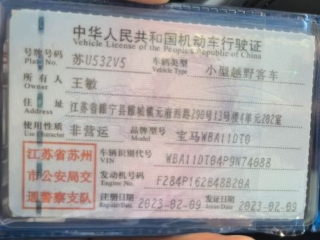 中华人民共和国机动车行驶证
Vehicle License of the People's Republic of China
号牌号码 苏U532V5 车辆类型 小型越野客车
Plate No. Vehicle Type
所有人 王敏
Owner
住址 江苏省睢宁县睢城镇元府西路290号13号楼4单元202室
Address
使用性质 非营运 品牌型号 宝马WBA11DT0
Use Character Model
江苏省苏州市公安局交通巡警察支队
车辆识别代号
VIN
发动机号码
Engine No.
注册日期 2023-02-09 发证日期 2023-02-09
Register Date Issue Date